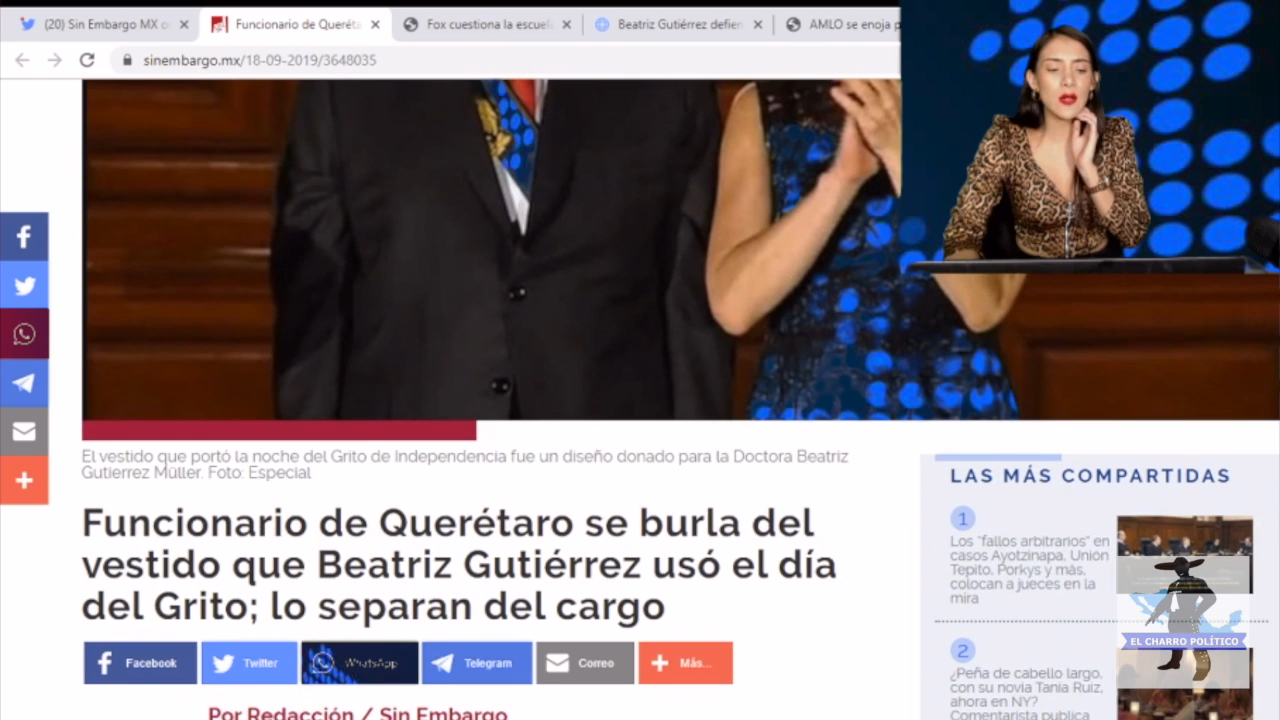 (20) Sin Embargo MX
Funcionario de Queréta
Fox cuestiona la escuel
Beatriz Gutiérrez defien
AMLO se enoja p
sinembargo.mx/18-09-2019/3648035
El vestido que portó la noche del Grito de Independencia fue un diseño donado para la Doctora Beatriz
Gutierrez Müller. Foto: Especial
Funcionario de Querétaro se burla del
vestido que Beatriz Gutiérrez usó el día
del Grito; lo separan del cargo
Facebook
Twitter
WhatsApp
Telegram
Correo
Más...
Por Redacción / Sin Embargo
LAS MÁS COMPARTIDAS
1
Los "fallos arbitrarios" en
casos Ayotzinapa, Unión
Tepito, Porkys y más,
colocan a jueces en la
mira
2
¿Peña de cabello largo,
con su novia Tania Ruiz,
ahora en NY?
Comentarista publica
EL CHARRO POLÍTICO